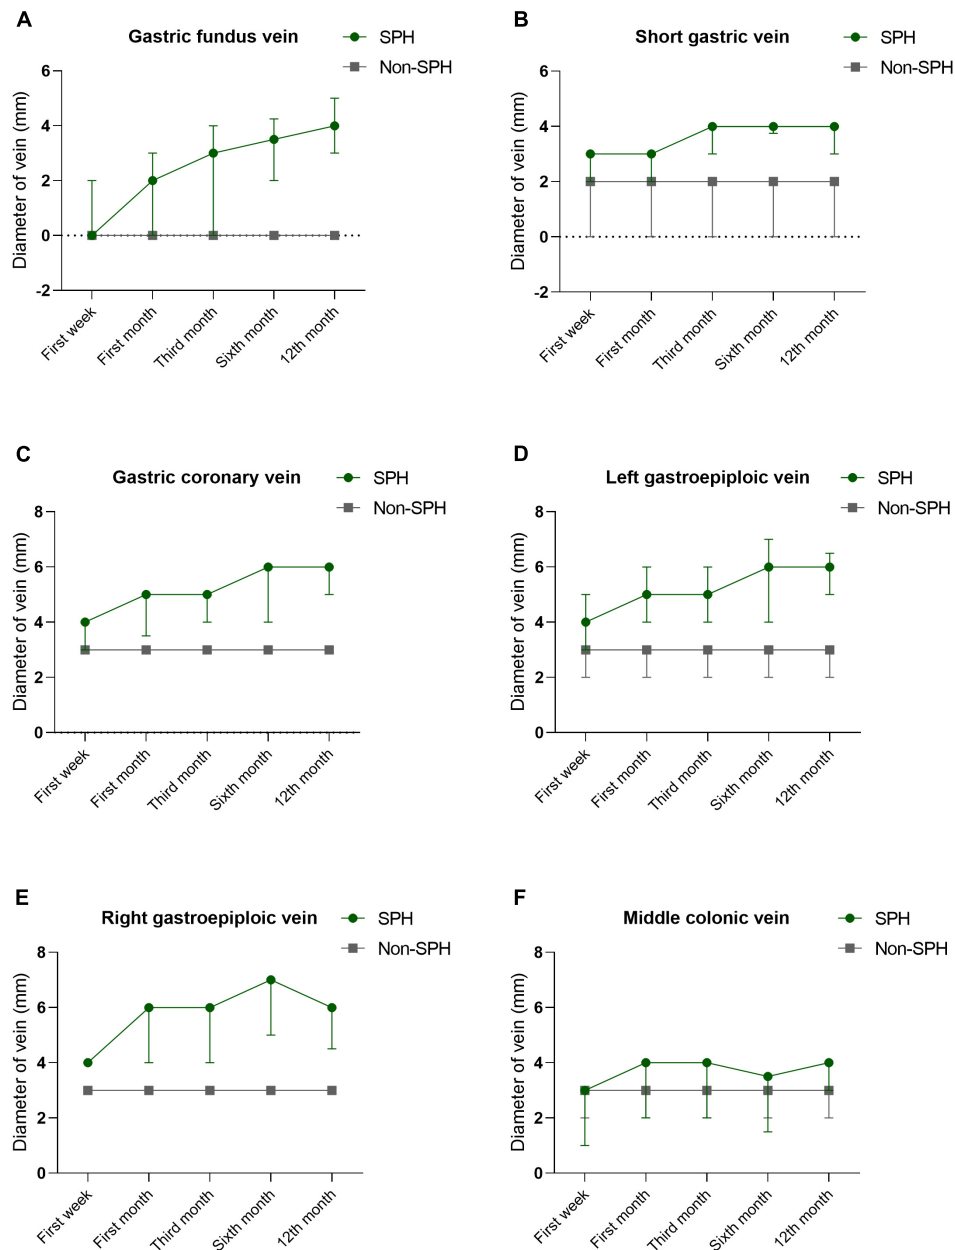 A
Gastric fundus vein
SPH
Non-SPH
Diameter of vein (mm)
6
4
2
0
-2
First week
First month
Third month
Sixth month
12th month
B
Short gastric vein
SPH
Non-SPH
Diameter of vein (mm)
6
4
2
0
-2
First week
First month
Third month
Sixth month
12th month
C
Gastric coronary vein
SPH
Non-SPH
Diameter of vein (mm)
8
6
4
2
0
First week
First month
Third month
Sixth month
12th month
D
Left gastroepiploic vein
SPH
Non-SPH
Diameter of vein (mm)
8
6
4
2
0
First week
First month
Third month
Sixth month
12th month
E
Right gastroepiploic vein
SPH
Non-SPH
Diameter of vein (mm)
8
6
4
2
0
First week
First month
Third month
Sixth month
12th month
F
Middle colonic vein
SPH
Non-SPH
Diameter of vein (mm)
8
6
4
2
0
First week
First month
Third month
Sixth month
12th month